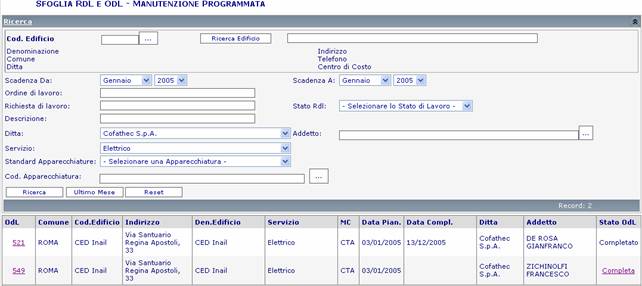 SFOGLIA RDL E ODL - MANUTENZIONE PROGRAMMATA
Ricerca
Cod. Edificio ... Ricerca Edificio
Denominazione Indirizzo
Comune Telefono
Ditta Centro di Costo
Scadenza Da: Gennaio 2005 Scadenza A: Gennaio 2005
Ordine di lavoro:
Richiesta di lavoro: Stato Rdl: - Selezionare lo Stato di Lavoro -
Descrizione:
Ditta: Cofathec S.p.A. Addetto: ...
Servizio: Elettrico
Standard Apparecchiature: - Selezionare una Apparecchiatura -
Cod. Apparecchiatura: ...
Ricerca Ultimo Mese Reset
Record: 2
OdL Comune Cod.Edificio Indirizzo Den.Edificio Servizio MC Data Pian. Data Compl. Ditta Addetto Stato OdL
521 ROMA CED Inail Via Santuario Regina Apostoli, 33 CED Inail Elettrico CTA 03/01/2005 13/12/2005 Cofathec S.p.A. DE ROSA GIANFRANCO Completato
549 ROMA CED Inail Via Santuario Regina Apostoli, 33 CED Inail Elettrico CTA 03/01/2005 Cofathec S.p.A. ZICHINOLFI FRANCESCO Completa